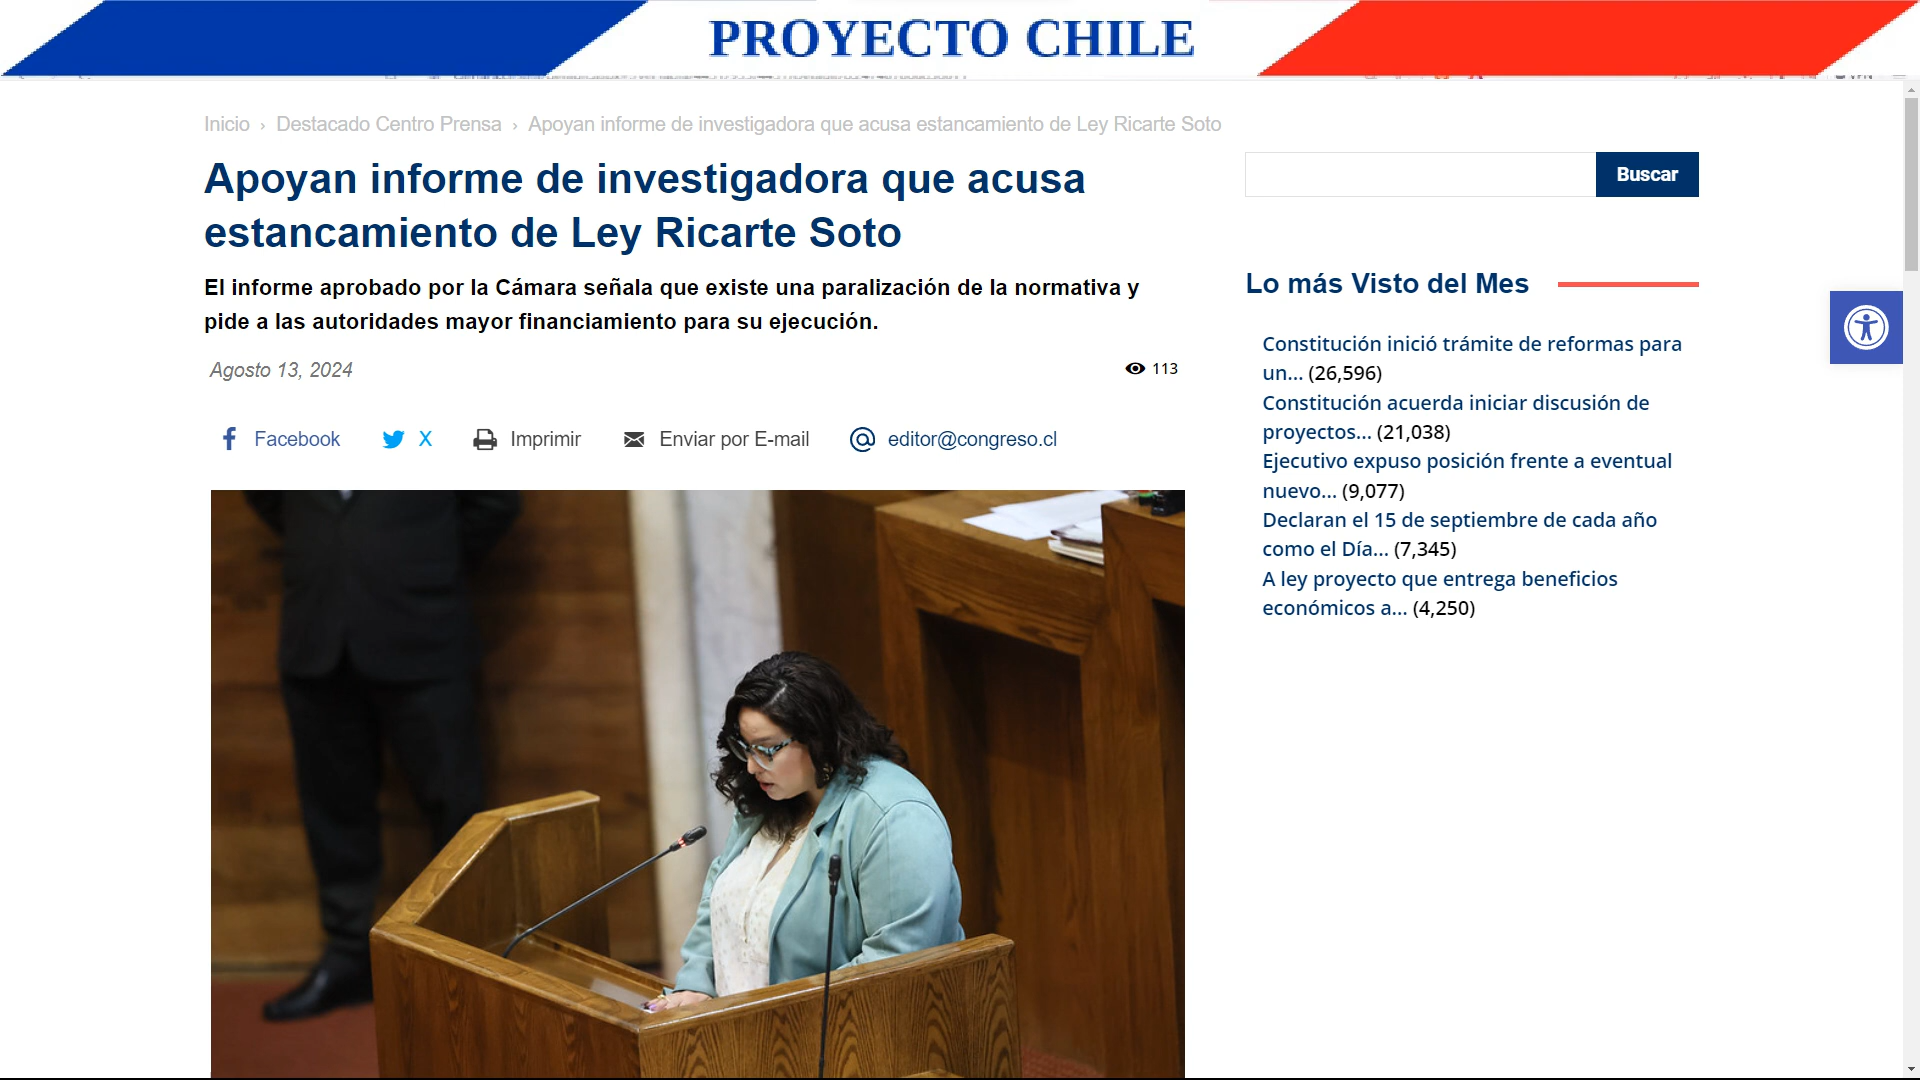 PROYECTO CHILE
Inicio › Destacado Centro Prensa › Apoyan informe de investigadora que acusa estancamiento de Ley Ricarte Soto
Apoyan informe de investigadora que acusa
estancamiento de Ley Ricarte Soto
El informe aprobado por la Cámara señala que existe una paralización de la normativa y
pide a las autoridades mayor financiamiento para su ejecución.
Agosto 13, 2024
113
Facebook
X
Imprimir
Enviar por E-mail
editor@congreso.cl
Buscar
Lo más Visto del Mes
Constitución inició trámite de reformas para
un... (26,596)
Constitución acuerda iniciar discusión de
proyectos... (21,038)
Ejecutivo expuso posición frente a eventual
nuevo... (9,077)
Declaran el 15 de septiembre de cada año
como el Día... (7,345)
A ley proyecto que entrega beneficios
económicos a... (4,250)